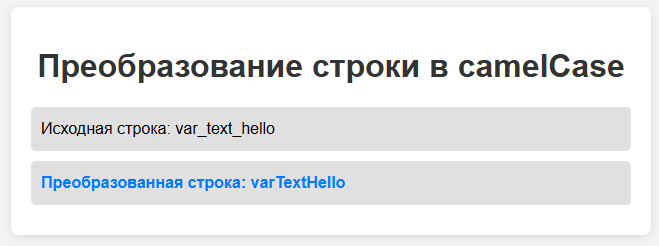 Преобразование строки в camelCase
Исходная строка: var_text_hello
Преобразованная строка: varTextHello